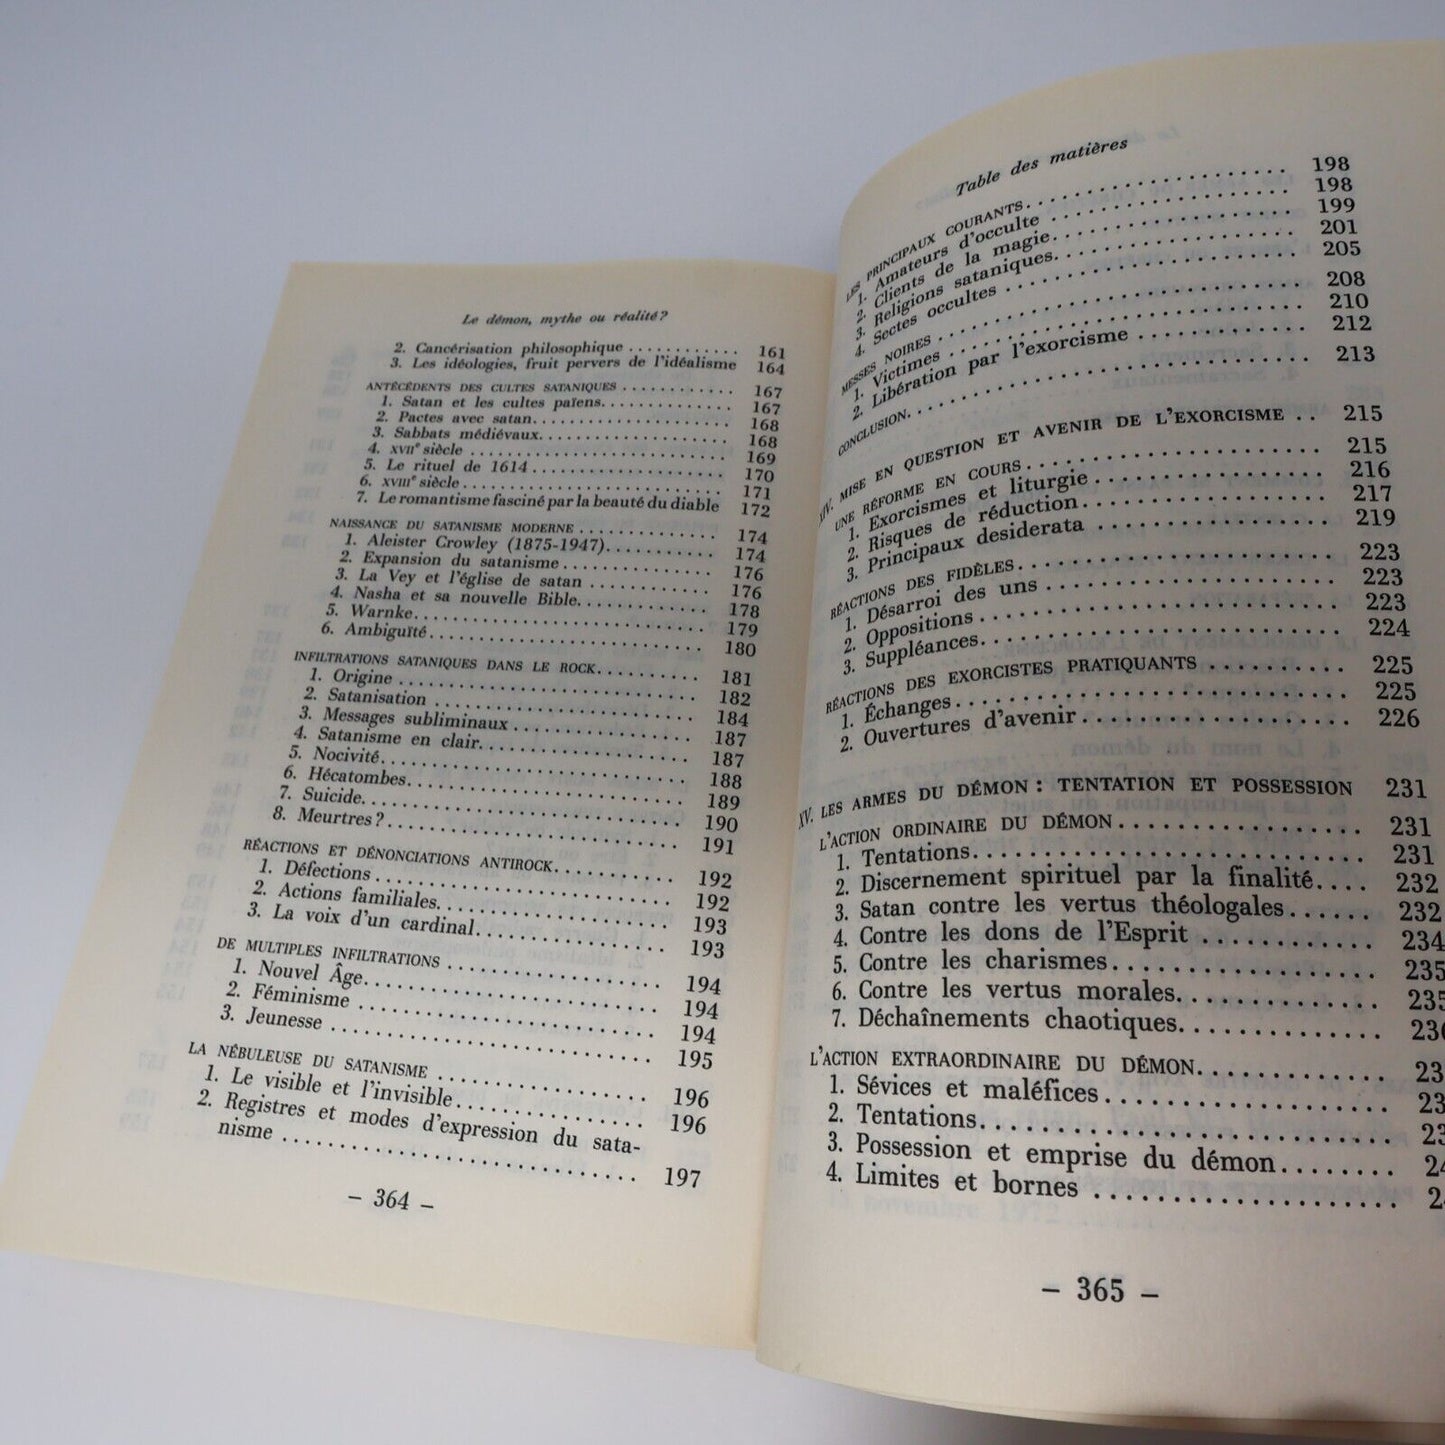 Le démon, mythe ou réalité?
2. Cancérisation philosophique ............ 161
3. Les idéologies, fruit pervers de l'idéalisme 164
ANTÉCÉDENTS DES CULTES SATANIQUES ............ 167
1. Satan et les cultes païens.............. 167
2. Pactes avec satan.................. 168
3. Sabbats médiévaux.................. 168
4. XVIIe siècle ........................ 169
5. Le rituel de 1614 .................... 170
6. XVIIIe siècle........................ 171
7. Le romantisme fasciné par la beauté du diable 172
NAISSANCE DU SATANISME MODERNE ............ 174
1. Aleister Crowley (1875-1947)............ 174
2. Expansion du satanisme .............. 176
3. La Vey et l'église de satan ............ 176
4. Nasha et sa nouvelle Bible............ 178
5. Warnke............................ 179
6. Ambiguïté.......................... 180
INFILTRATIONS SATANIQUES DANS LE ROCK.......... 181
1. Origine ............................ 182
2. Satanisation ........................ 184
3. Messages subliminaux ................ 187
4. Satanisme en clair.................. 187
5. Nocivité............................ 188
6. Hécatombes........................ 189
7. Suicide............................ 190
8. Meurtres?.......................... 191
RÉACTIONS ET DÉNONCIATIONS ANTIROCK........... 192
1. Défections .......................... 192
2. Actions familiales.................. 193
3. La voix d'un cardinal................ 193
DE MULTIPLES INFILTRATIONS .................. 194
1. Nouvel Âge........................ 194
2. Féminisme ........................ 194
3. Jeunesse .......................... 195
LA NÉBULEUSE DU SATANISME .................. 196
1. Le visible et l'invisible................ 196
2. Registres et modes d'expression du sata-
nisme .............................. 197
– 364 –
Table des matières
LES PRINCIPAUX COURANTS...................... 198
1. Amateurs d'occulte .................. 198
2. Clients de la magie.................. 199
3. Religions sataniques................ 201
4. Sectes occultes ...................... 205
MESSES NOIRES .............................. 208
1. Victimes .......................... 210
2. Libération par l'exorcisme ............ 212
CONCLUSION.............................. 213
XIV. MISE EN QUESTION ET AVENIR DE L'EXORCISME .. 215
UNE RÉFORME EN COURS ...................... 215
1. Exorcismes et liturgie ................ 216
2. Risques de réduction................ 217
3. Principaux desiderata ................ 219
RÉACTIONS DES FIDÈLES...................... 223
1. Désarroi des uns .................... 223
2. Oppositions ........................ 223
3. Suppléances........................ 224
RÉACTIONS DES EXORCISTES PRATIQUANTS .......... 225
1. Échanges.......................... 225
2. Ouvertures d'avenir.................. 226
XV. LES ARMES DU DÉMON : TENTATION ET POSSESSION 231
L'ACTION ORDINAIRE DU DÉMON................ 231
1. Tentations.......................... 231
2. Discernement spirituel par la finalité.... 232
3. Satan contre les vertus théologales...... 232
4. Contre les dons de l'Esprit ............ 234
5. Contre les charismes.................. 235
6. Contre les vertus morales.............. 235
7. Déchaînements chaotiques.............. 236
L'ACTION EXTRAORDINAIRE DU DÉMON............ 23
1. Sévices et maléfices.................. 23
2. Tentations.......................... 23
3. Possession et emprise du démon........ 24
4. Limites et bornes .................... 2
– 365 –